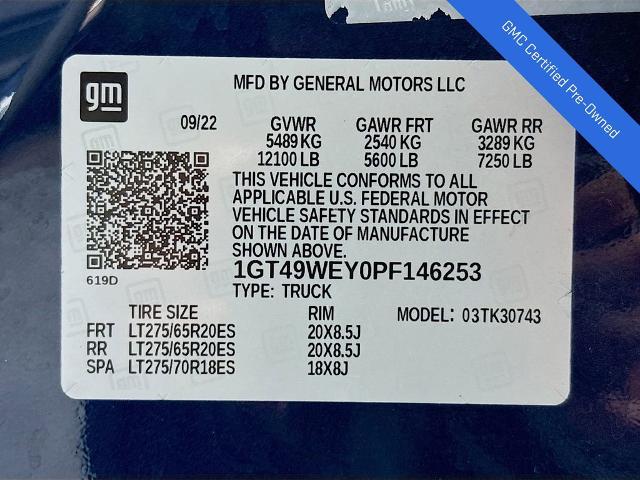 GMC Certified Pre-Owned
gm
MFD BY GENERAL MOTORS LLC
09/22 GVWR GAWR FRT GAWR RR
5489 KG 2540 KG 3289 KG
12100 LB 5600 LB 7250 LB
THIS VEHICLE CONFORMS TO ALL
APPLICABLE U.S. FEDERAL MOTOR
VEHICLE SAFETY STANDARDS IN EFFECT
ON THE DATE OF MANUFACTURE
SHOWN ABOVE.
619D
1GT49WEY0PF146253
TYPE: TRUCK
TIRE SIZE RIM MODEL: 03TK30743
FRT LT275/65R20ES 20X8.5J
RR LT275/65R20ES 20X8.5J
SPA LT275/70R18ES 18X8J